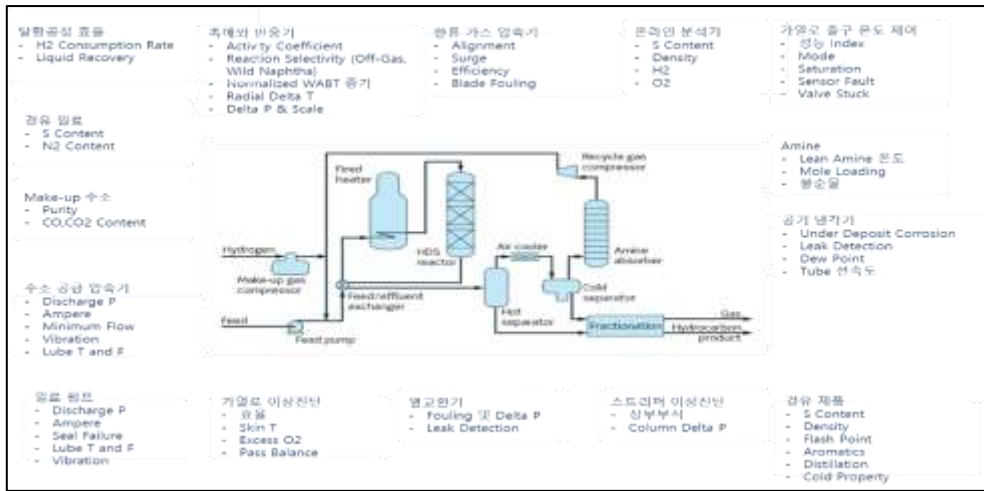 탈황공정 효율
- H2 Consumption Rate
- Liquid Recovery
촉매와 반응기
- Activity Coefficient
- Reaction Selectivity (Off-Gas, Wild Naphtha)
- Normalized WABT 증가
- Radial Delta T
- Delta P & Scale
환류 가스 압축기
- Alignment
- Surge
- Efficiency
- Blade Fouling
온라인 분석기
- S Content
- Density
- H2
- O2
가열로 출구 온도 제어
- 성능 Index
- Mode
- Saturation
- Sensor Fault
- Valve Stuck
경유 원료
- S Content
- N2 Content
Make-up 수소
- Purity
- CO,CO2 Content
수소 공급 압축기
- Discharge P
- Ampere
- Minimum Flow
- Vibration
- Lube T and F
Feed heater
Recycle gas compressor
Hydrogen
Make-up gas compressor
HDS reactor
Air cooler
Amine absorber
Feed/effluent exchanger
Cold separator
Feed
Feed pump
Hot separator
Fractionation
Gas
Hydrocarbon product
Amine
- Lean Amine 온도
- Mole Loading
- 불순물
공기 냉각기
- Under Deposit Corrosion
- Leak Detection
- Dew Point
- Tube 선속도
원료 펌프
- Discharge P
- Ampere
- Seal Failure
- Lube T and F
- Vibration
가열로 이상진단
- 효율
- Skin T
- Excess O2
- Pass Balance
열교환기
- Fouling 및 Delta P
- Leak Detection
스트리퍼 이상진단
- 상부부식
- Column Delta P
경유 제품
- S Content
- Density
- Flash Point
- Aromatics
- Distillation
- Cold Property